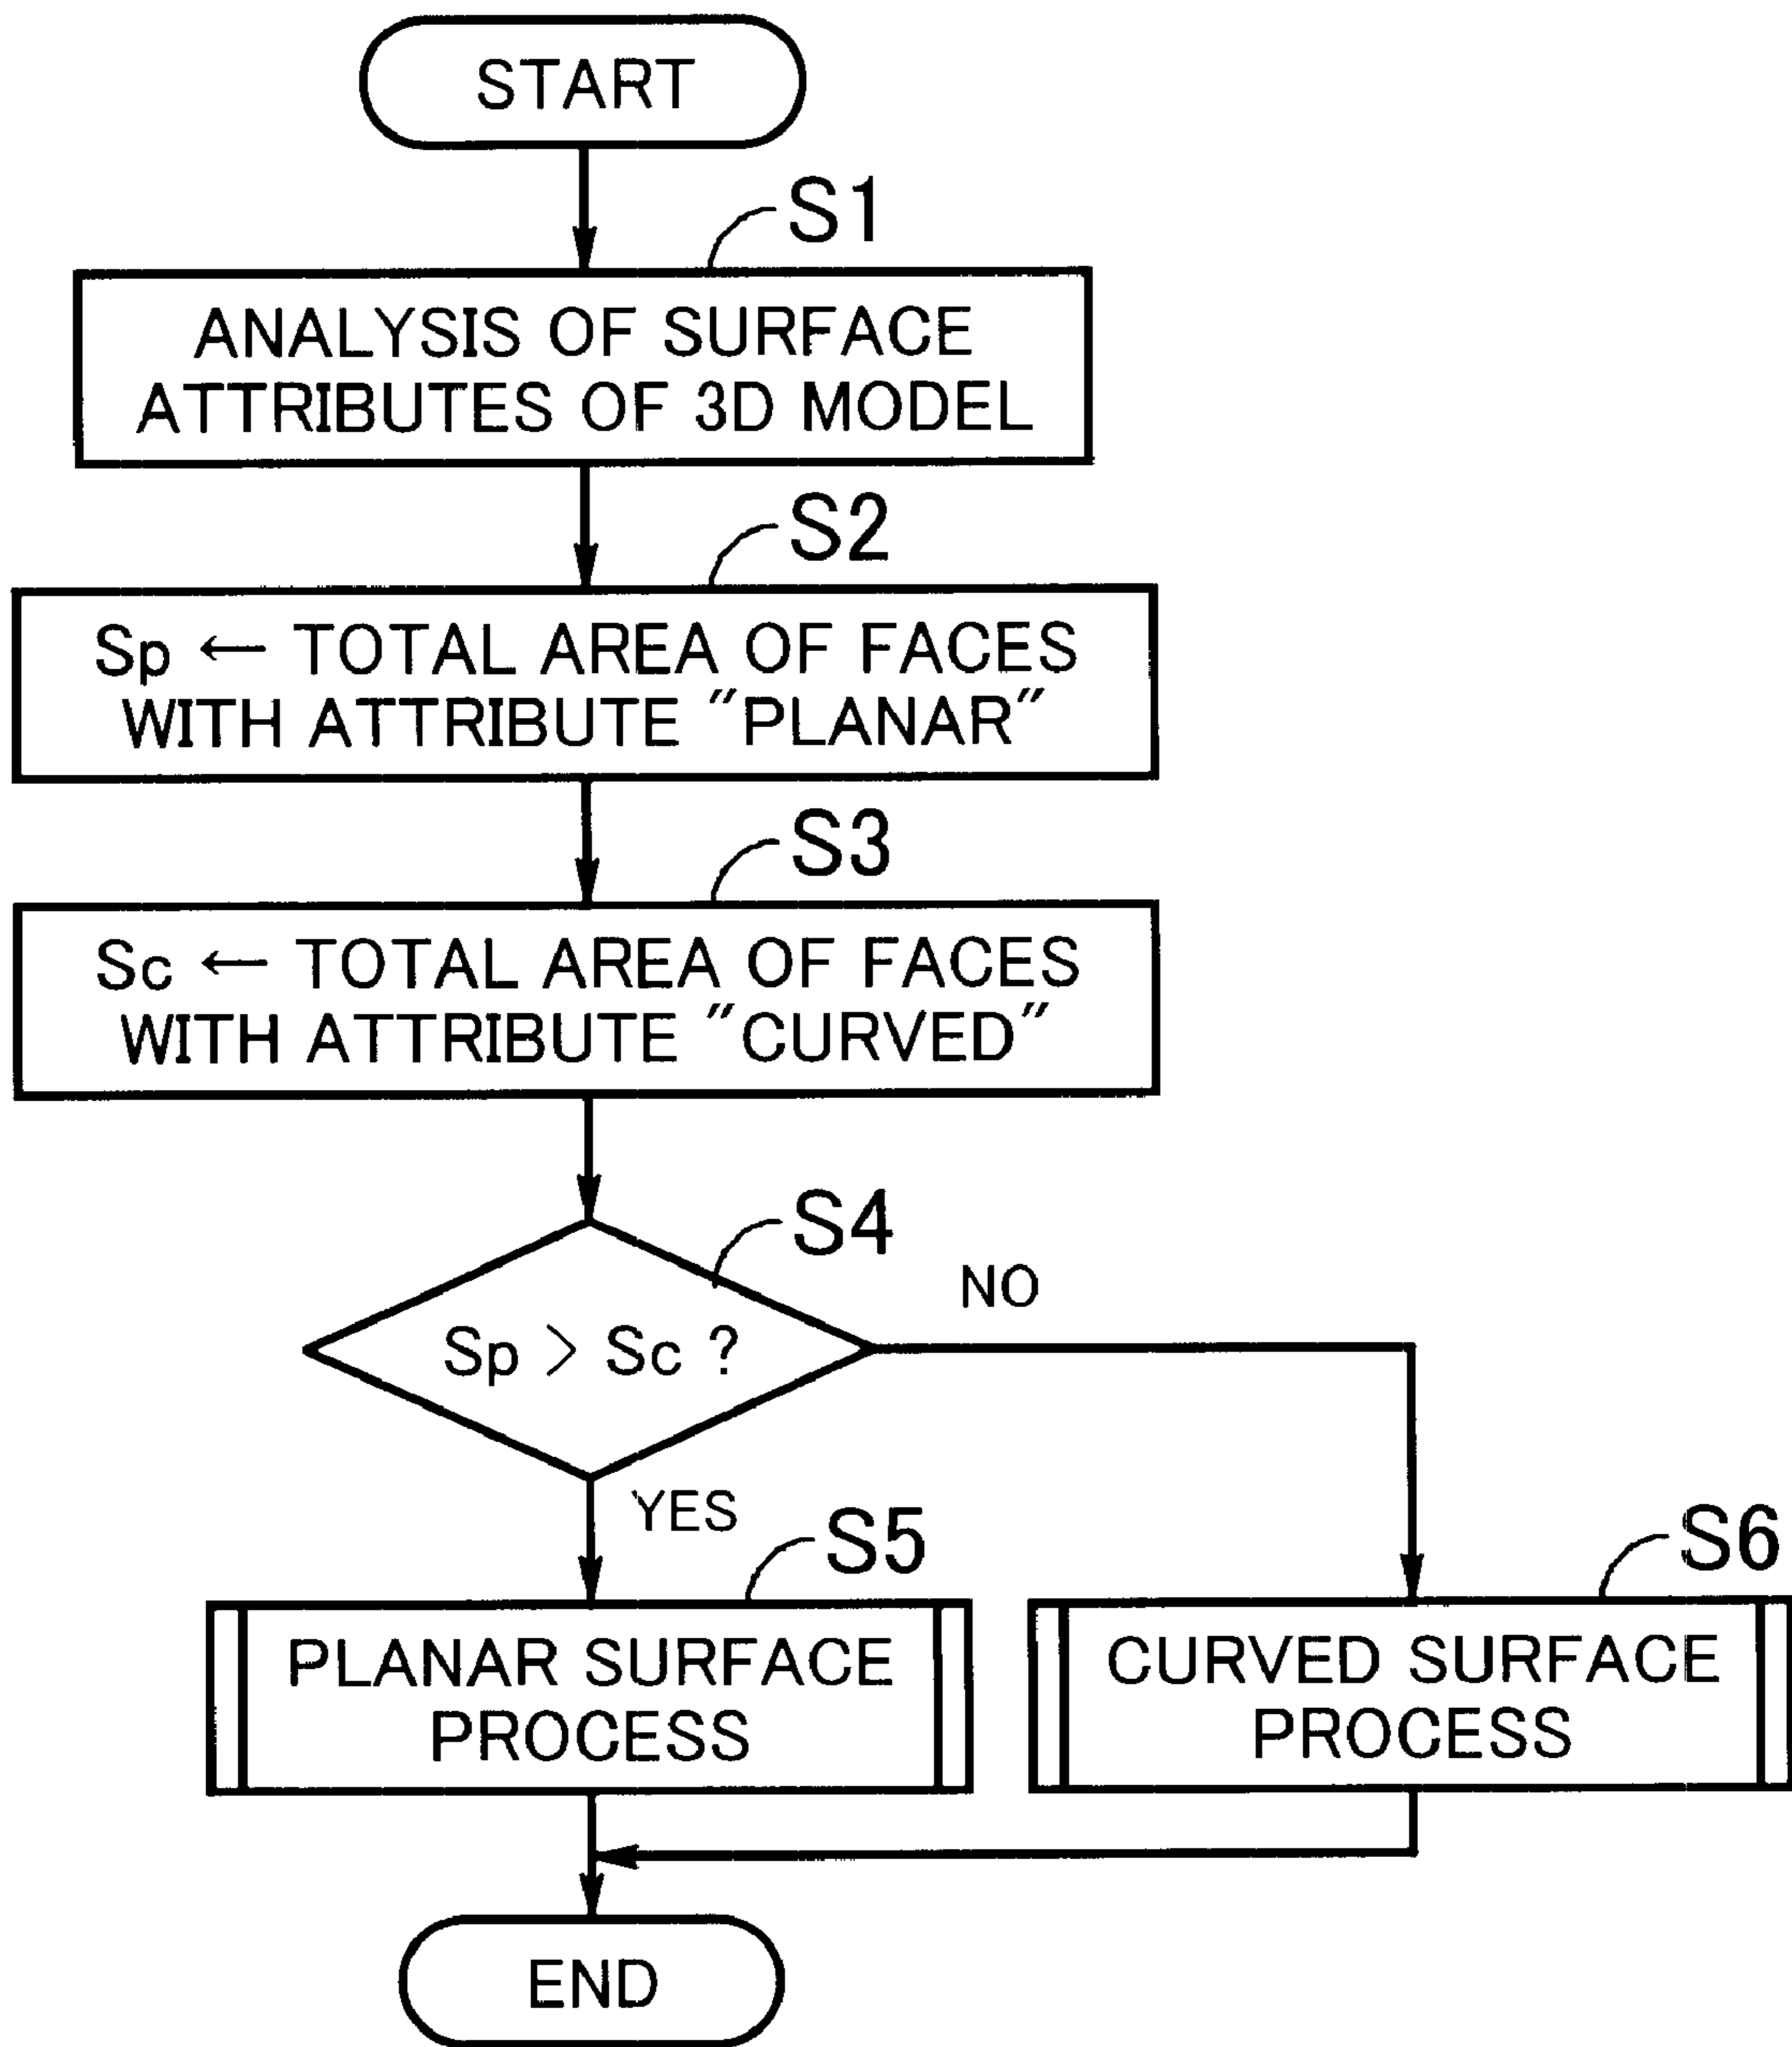 START
S1
ANALYSIS OF SURFACE
ATTRIBUTES OF 3D MODEL
S2
Sp ← TOTAL AREA OF FACES
WITH ATTRIBUTE "PLANAR"
S3
Sc ← TOTAL AREA OF FACES
WITH ATTRIBUTE "CURVED"
S4
Sp > Sc ?
NO
YES
S5
PLANAR SURFACE
PROCESS
S6
CURVED SURFACE
PROCESS
END